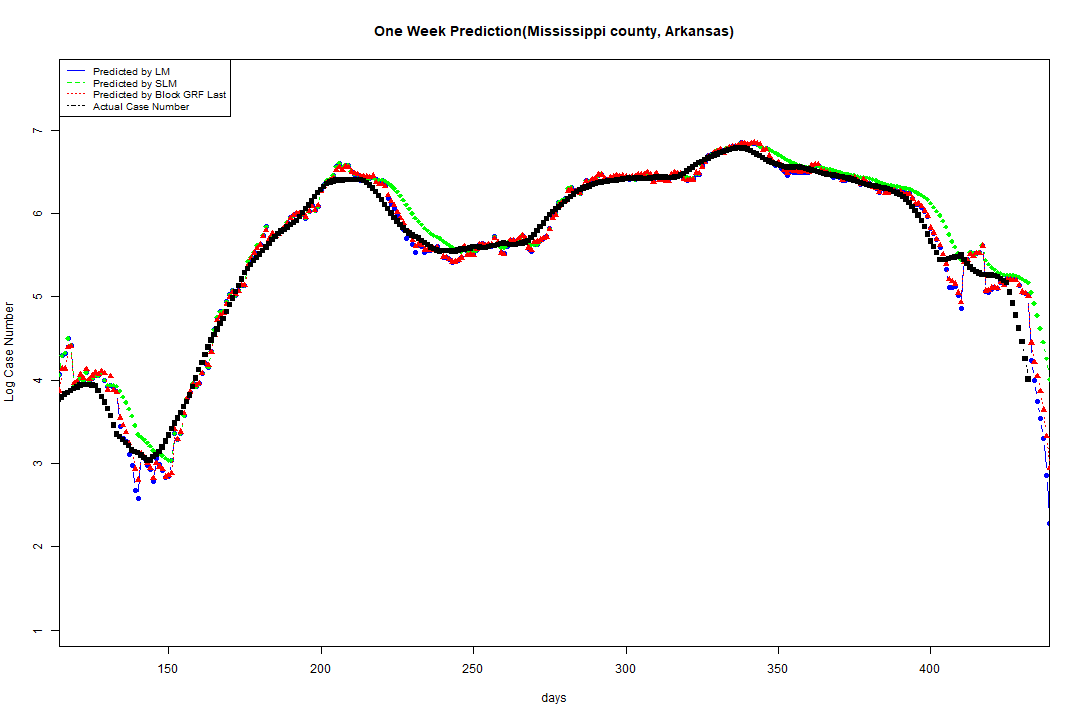 One Week Prediction(Mississippi county, Arkansas)
Predicted by LM
Predicted by SLM
Predicted by Block GRF Last
Actual Case Number
7
6
5
4
3
2
1
Log Case Number
150 200 250 300 350 400
days